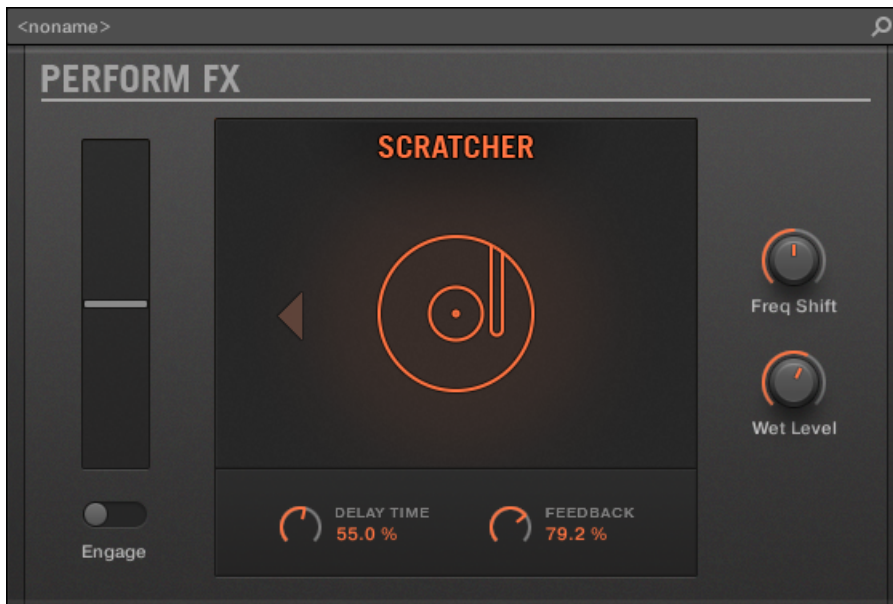 <noname>
PERFORM FX
SCRATCHER
Freq Shift
Wet Level
DELAY TIME
55.0 %
FEEDBACK
79.2 %
Engage